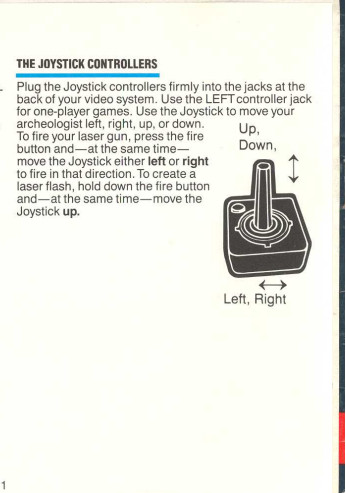 THE JOYSTICK CONTROLLERS
Plug the Joystick controllers firmly into the jacks at the
back of your video system. Use the LEFT controller jack
for one-player games. Use the Joystick to move your
archeologist left, right, up, or down.
To fire your laser gun, press the fire
button and—at the same time—
move the Joystick either left or right
to fire in that direction. To create a
laser flash, hold down the fire button
and—at the same time—move the
Joystick up.
Up,
Down,
Left, Right
1